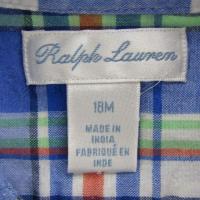 Ralph Lauren
18M
MADE IN
INDIA
FABRIQUÉ EN
INDE